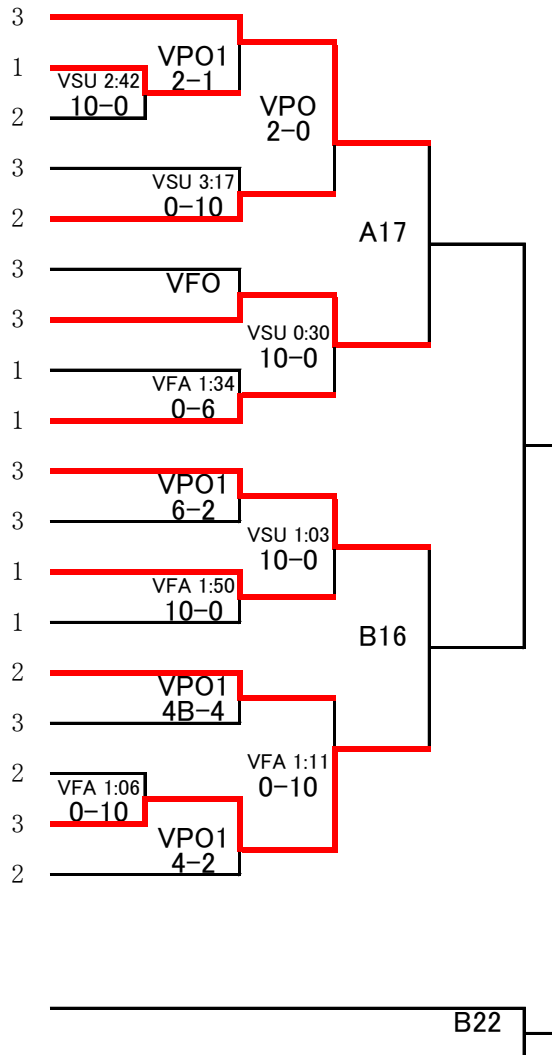 3
VPO1
1
VSU 2:42
2-1
10-0
VPO
2
2-0
3
VSU 3:17
0-10
2
A17
3
VFO
3
VSU 0:30
10-0
1
VFA 1:34
0-6
1
3
VPO1
6-2
3
VSU 1:03
10-0
1
VFA 1:50
10-0
1
B16
2
VPO1
4B-4
3
VFA 1:11
0-10
2
VFA 1:06
0-10
3
VPO1
4-2
2
B22